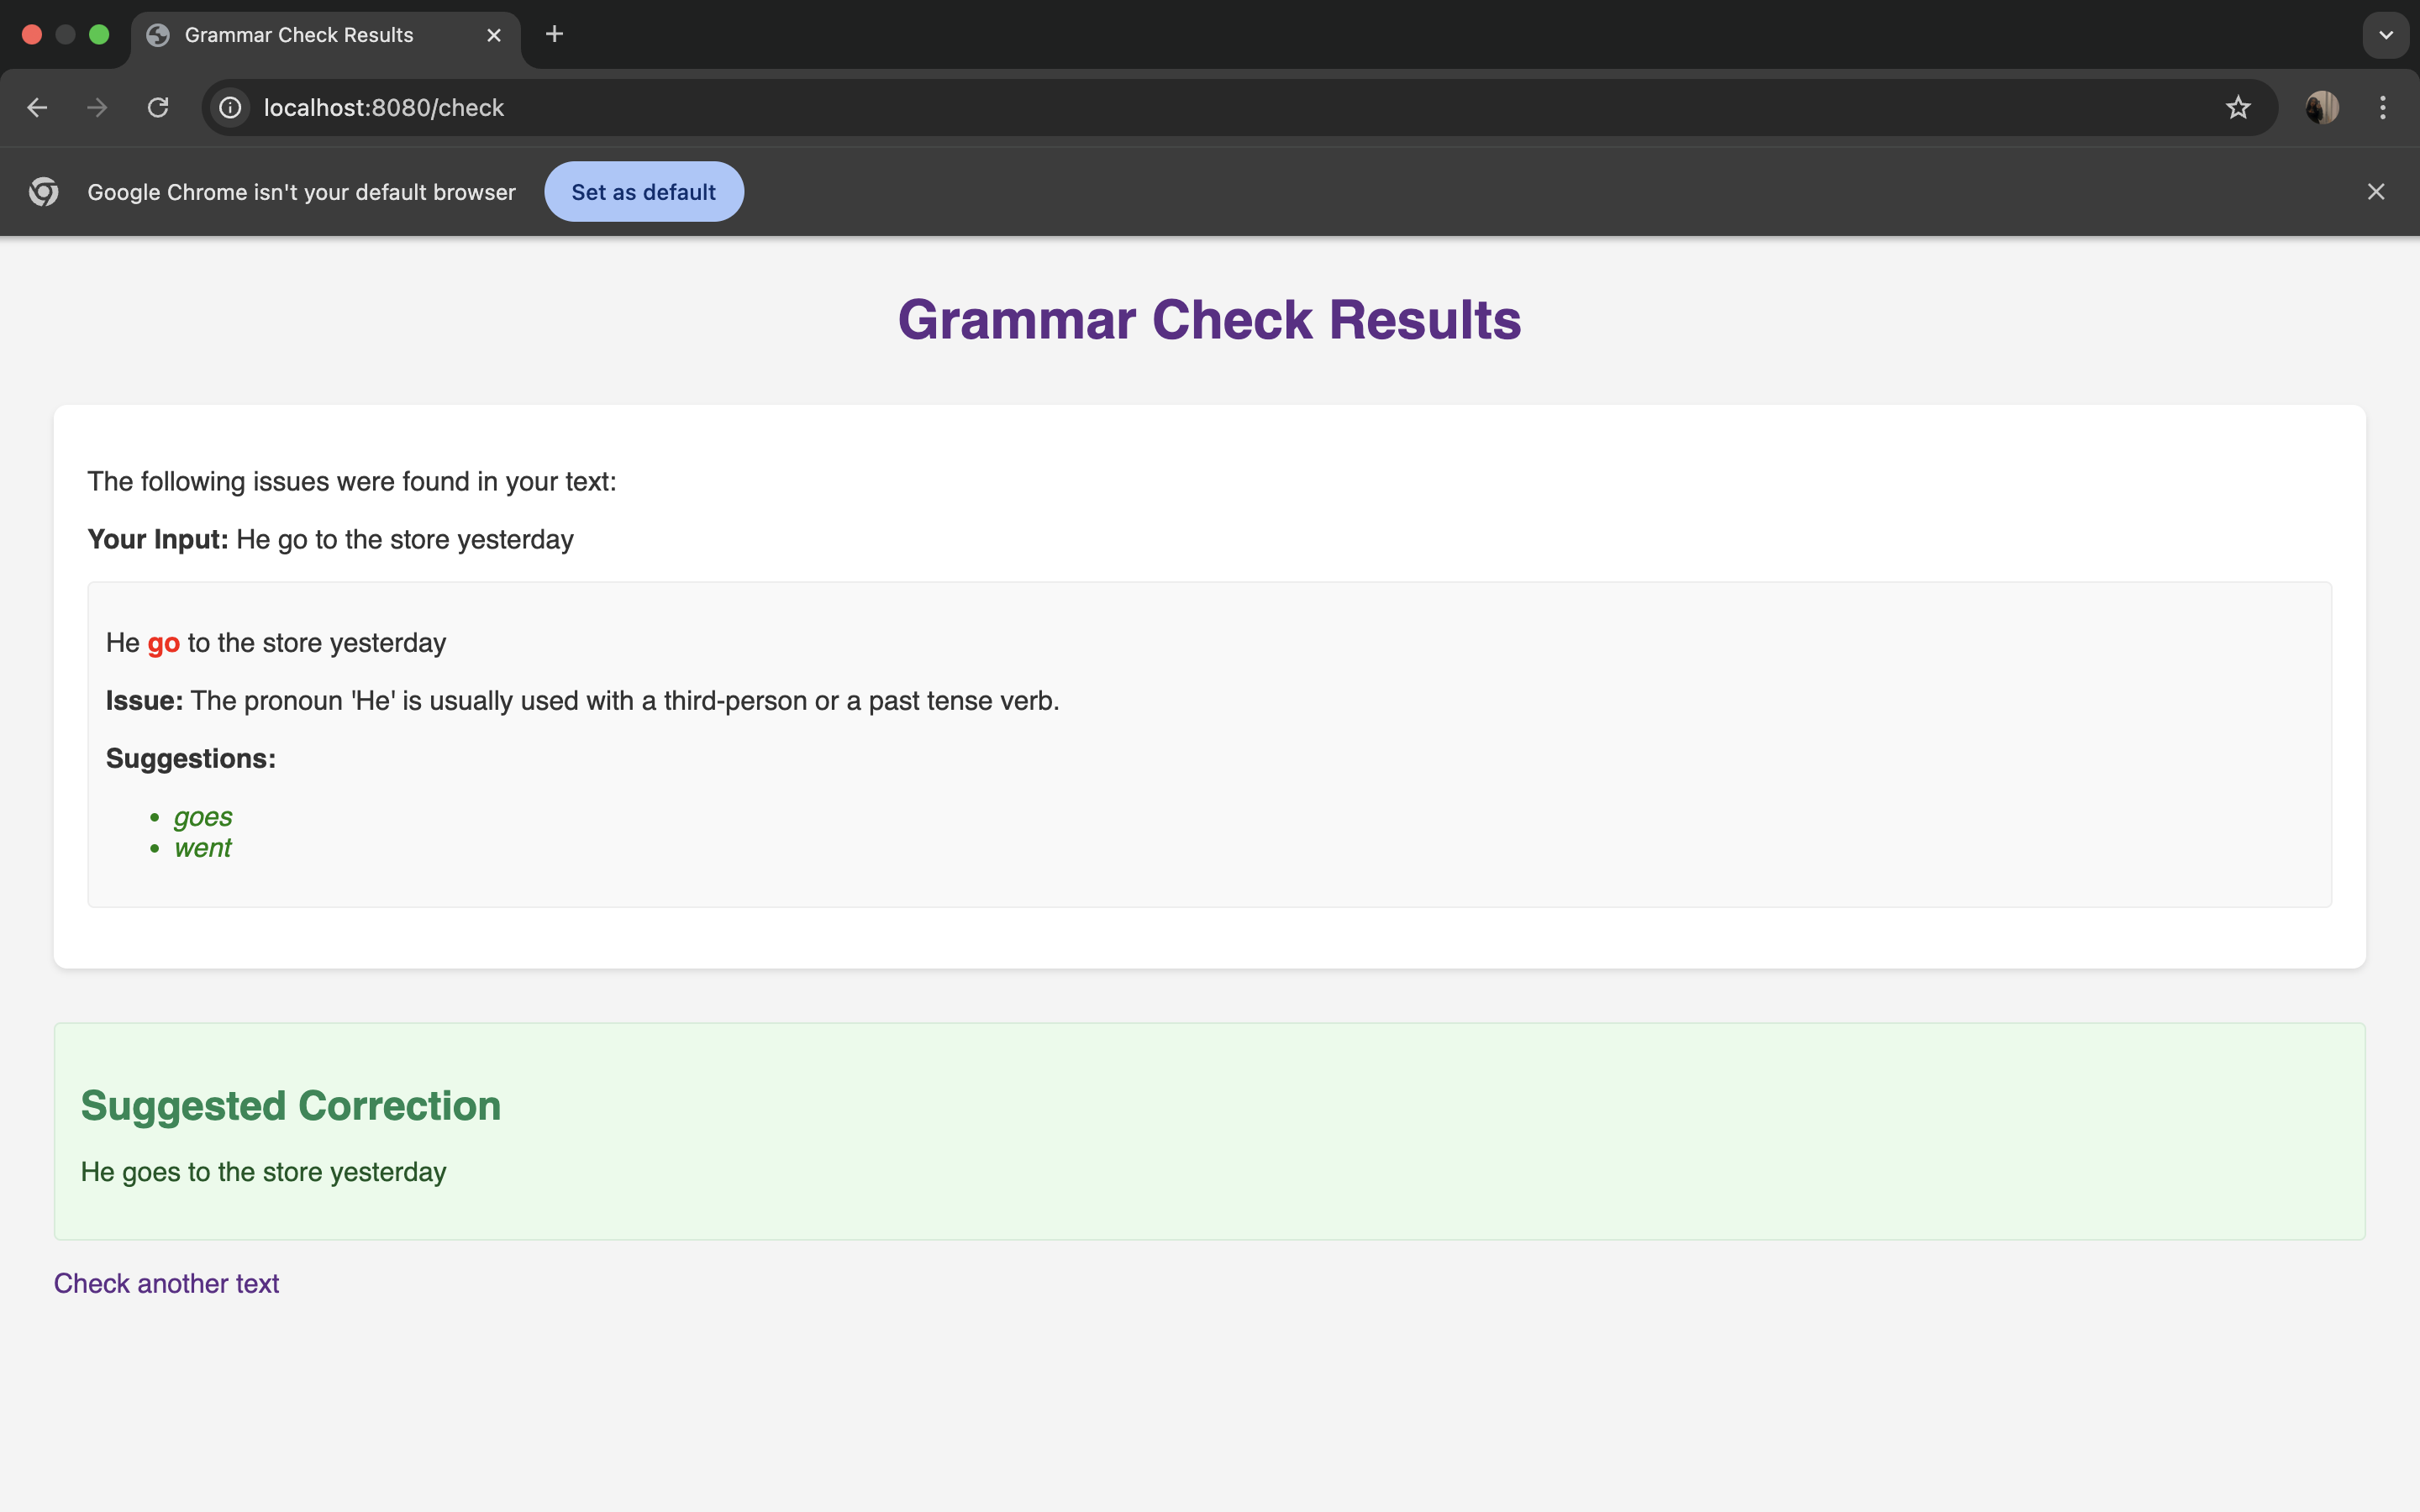 Grammar Check Results
localhost:8080/check
Google Chrome isn't your default browser
Set as default
Grammar Check Results
The following issues were found in your text:
Your Input: He go to the store yesterday
He go to the store yesterday
Issue: The pronoun 'He' is usually used with a third-person or a past tense verb.
Suggestions:
goes
went
Suggested Correction
He goes to the store yesterday
Check another text